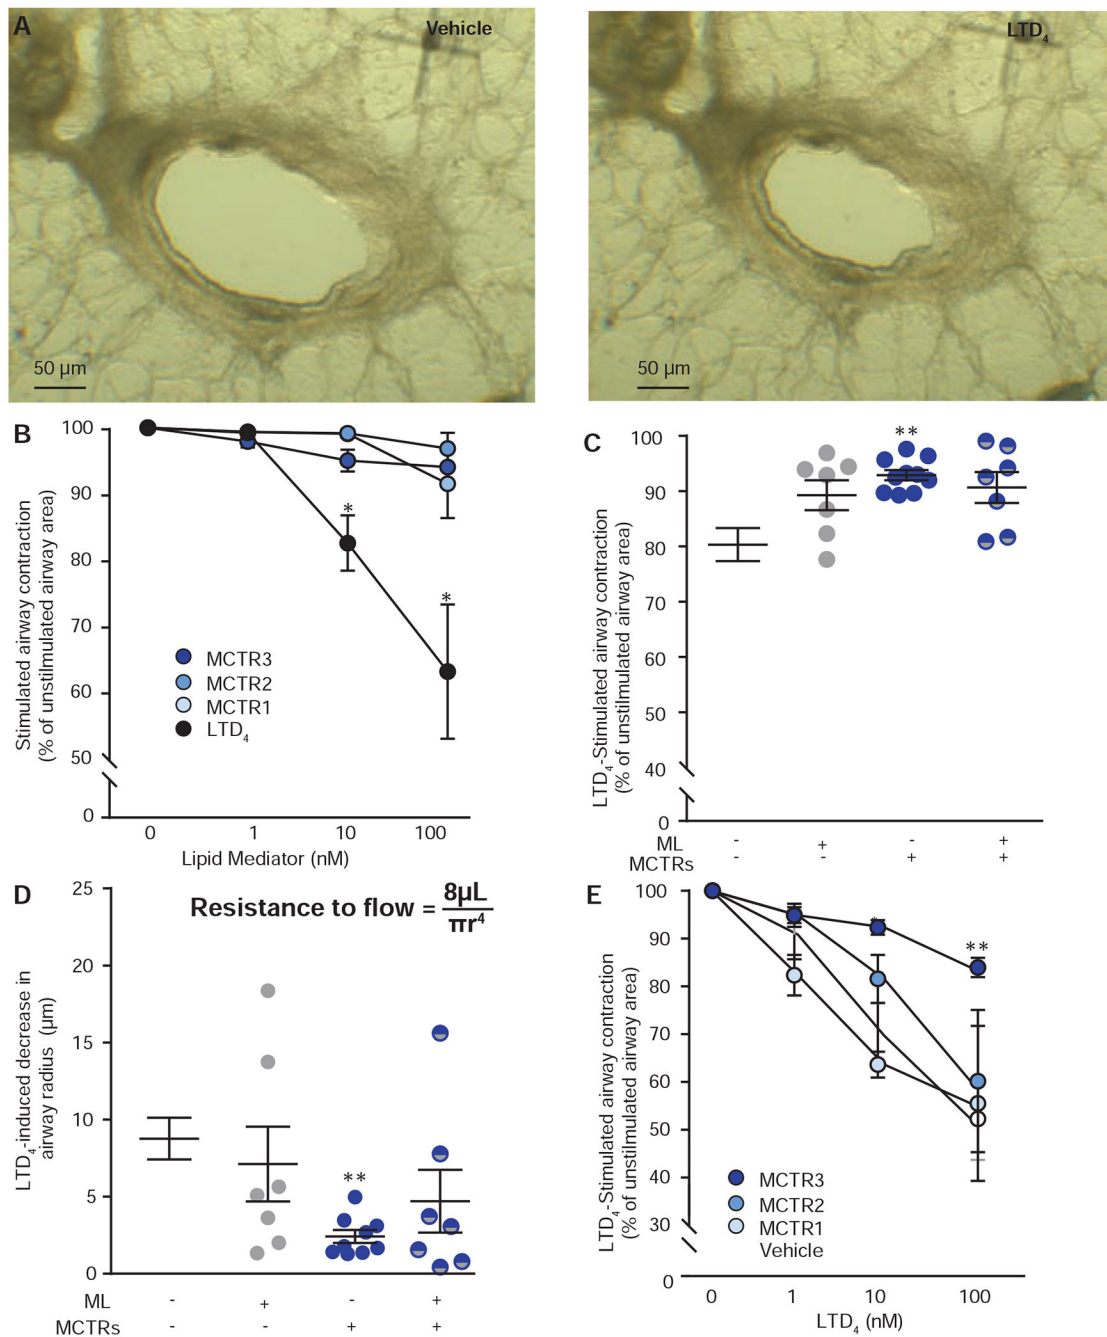 A
Vehicle
LTD4
50 µm
50 µm
B
100
90
80
70
60
50
0
Stimulated airway contraction
(% of unstilmulated airway area)
*
*
MCTR3
MCTR2
MCTR1
LTD4
0 1 10 100
Lipid Mediator (nM)
C
100
90
80
70
60
50
40
0
LTD4-Stimulated airway contraction
(% of unstilmulated airway area)
**
ML - + - +
MCTRs - - + +
D
25
20
15
10
5
0
LTD4-induced decrease in
airway radius (µm)
Resistance to flow = 8µL
πr4
**
ML - + - +
MCTRs - - + +
E
100
90
80
70
60
50
40
30
0
LTD4-Stimulated airway contraction
(% of unstilmulated airway area)
*
**
MCTR3
MCTR2
MCTR1
Vehicle
0 1 10 100
LTD4 (nM)